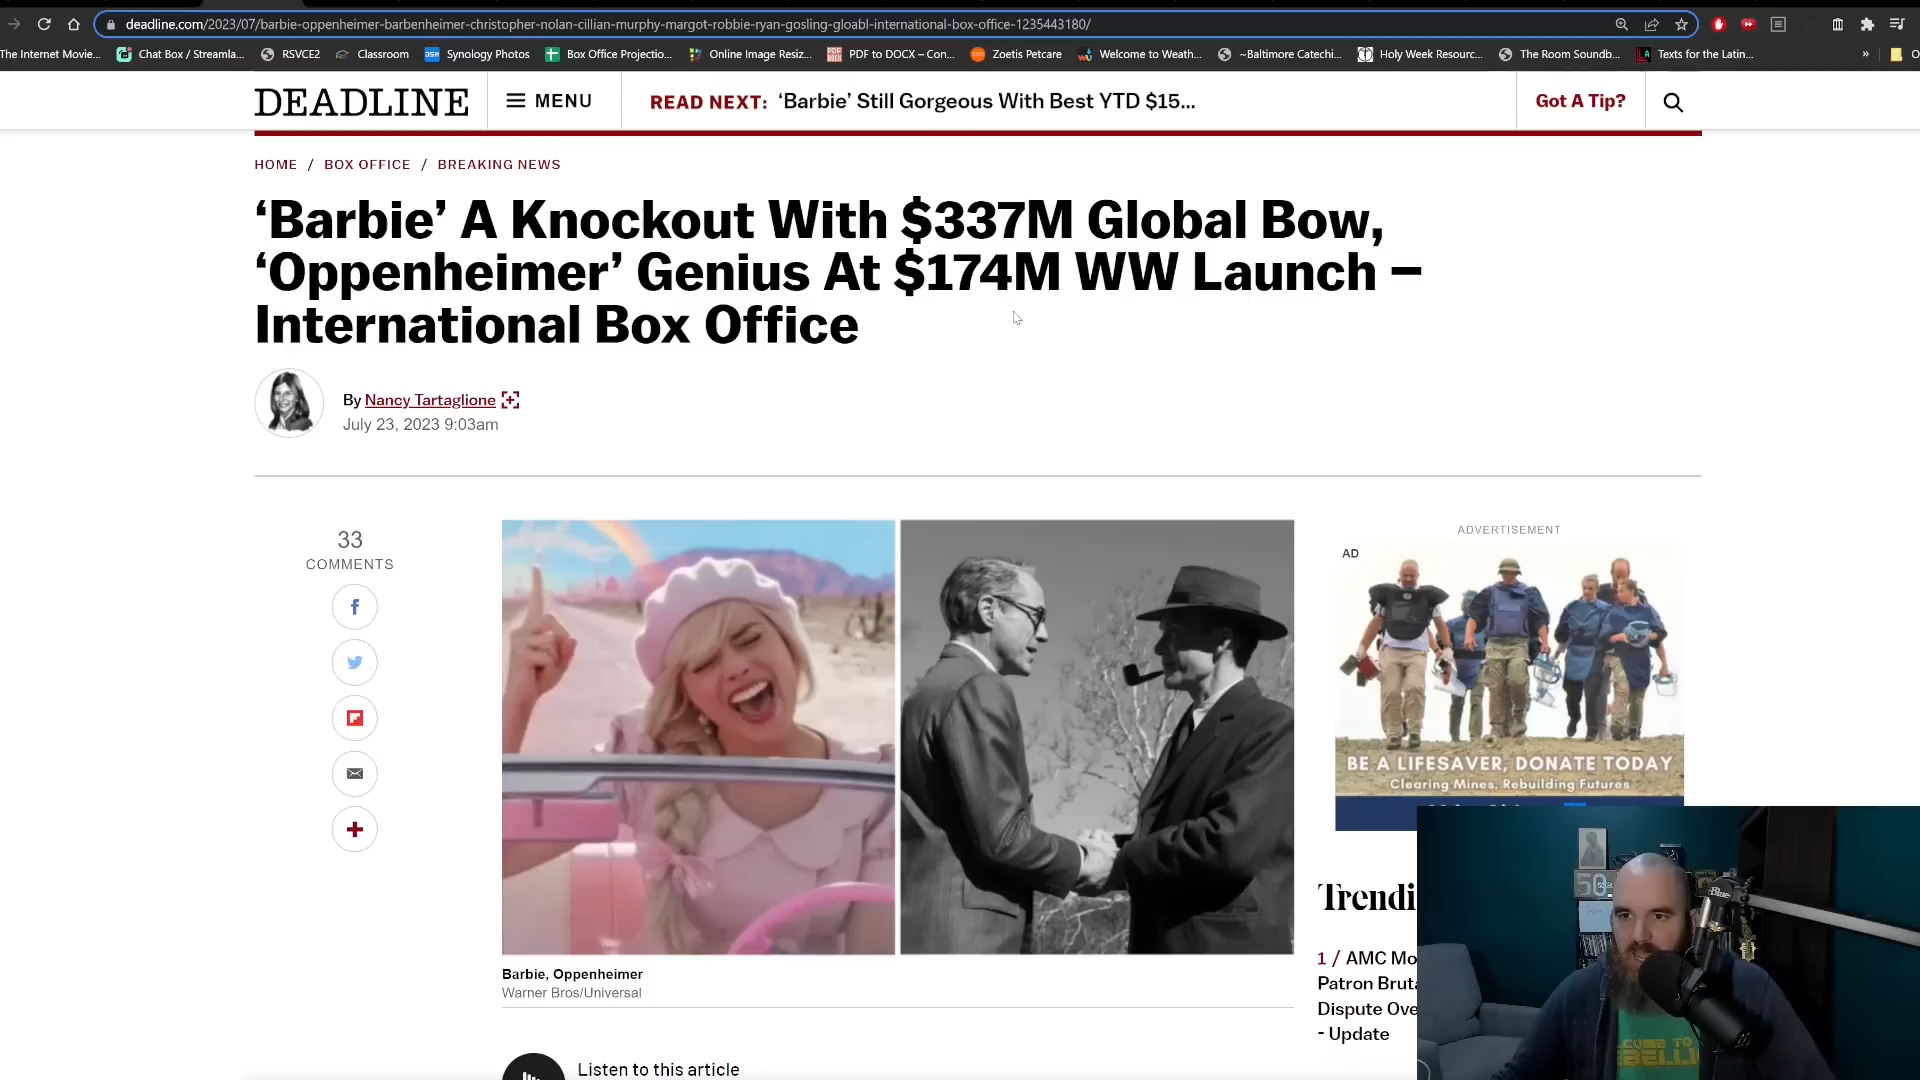 deadline.com/2023/07/barbie-oppenheimer-barbenheimer-christopher-nolan-cillian-murphy-margot-robbie-ryan-gosling-gloabl-international-box-office-1235443180/
The Internet Movie... Chat Box / Streamla... RSVCE2 Classroom Synology Photos Box Office Projectio... Online Image Resiz... PDF to DOCX – Con... Zoetis Petcare Welcome to Weath... ~Baltimore Catechi... Holy Week Resourc... The Room Soundb... Texts for the Latin... »
DEADLINE MENU READ NEXT: ‘Barbie’ Still Gorgeous With Best YTD $15... Got A Tip?
HOME / BOX OFFICE / BREAKING NEWS
‘Barbie’ A Knockout With $337M Global Bow,
‘Oppenheimer’ Genius At $174M WW Launch –
International Box Office
By Nancy Tartaglione
July 23, 2023 9:03am
33
COMMENTS
Barbie, Oppenheimer
Warner Bros/Universal
Listen to this article
ADVERTISEMENT
AD
BE A LIFESAVER, DONATE TODAY
Clearing Mines, Rebuilding Futures
Trendi
1 / AMC Mo
Patron Bruta
Dispute Ove
- Update
Blue